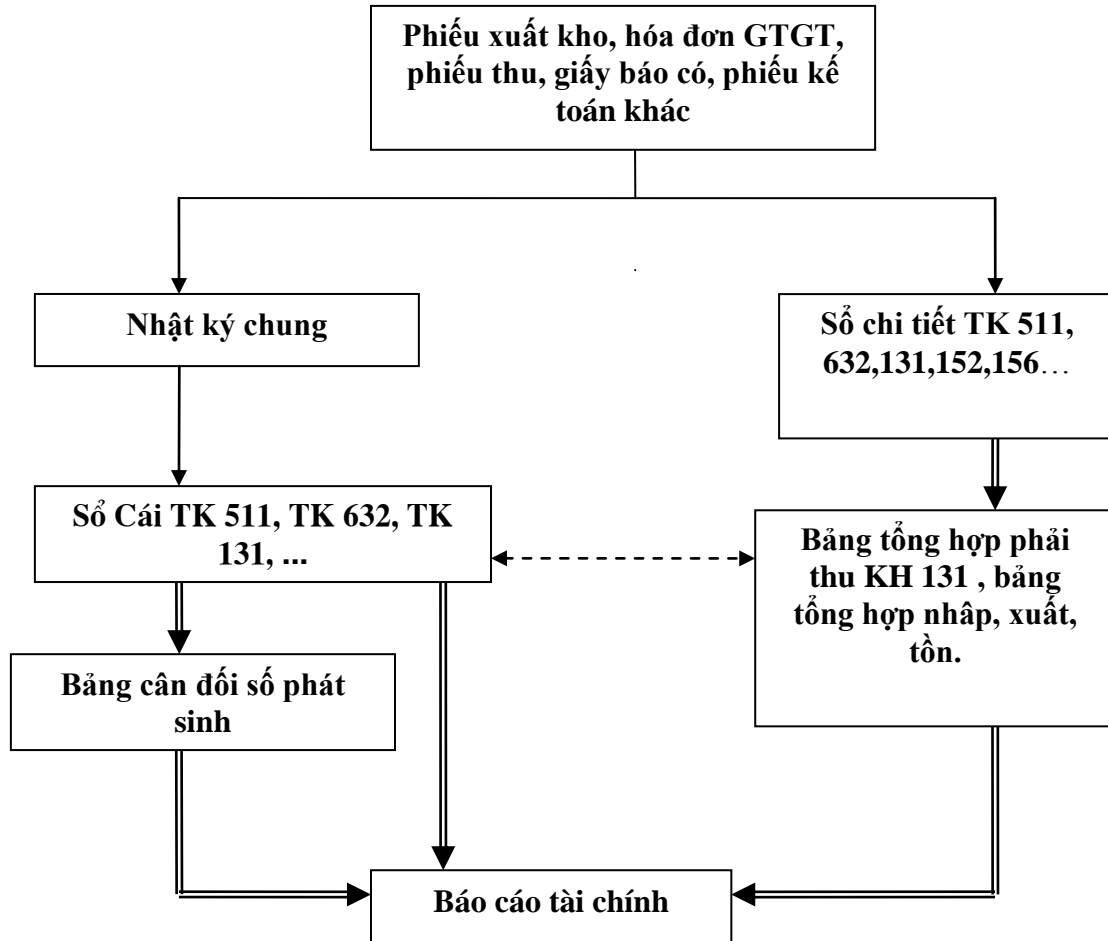 Phiếu xuất kho, hóa đơn GTGT,
phiếu thu, giấy báo có, phiếu kế
toán khác
Nhật ký chung
Sổ chi tiết TK 511,
632,131,152,156…
Sổ Cái TK 511, TK 632, TK
131, ...
Bảng tổng hợp phải
thu KH 131 , bảng
tổng hợp nhâp, xuất,
tồn.
Bảng cân đối số phát
sinh
Báo cáo tài chính